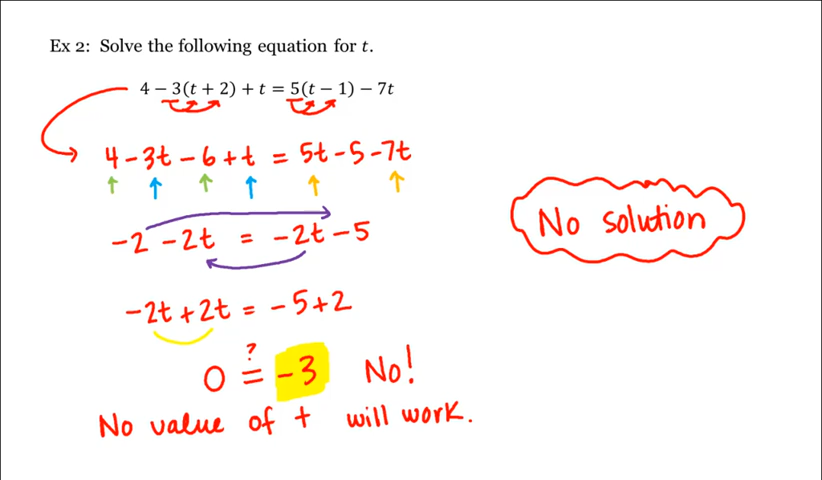 Ex 2: Solve the following equation for t.
4 − 3(t + 2) + t = 5(t − 1) − 7t
4 − 3t − 6 + t = 5t − 5 − 7t
−2 − 2t = −2t − 5
No solution
−2t + 2t = −5 + 2
?
0 = −3 No!
No value of t will work.